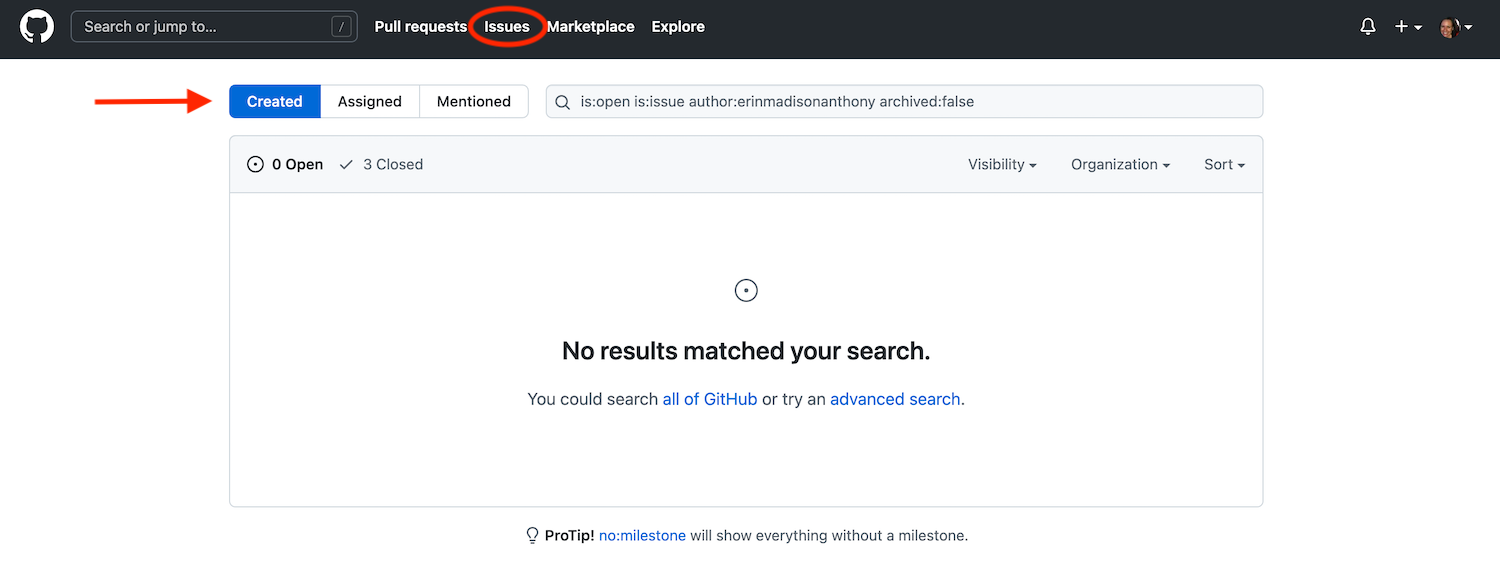 Search or jump to... / Pull requests Issues Marketplace Explore
Created Assigned Mentioned is:open is:issue author:erinmadisonanthony archived:false
0 Open 3 Closed Visibility Organization Sort
No results matched your search.
You could search all of GitHub or try an advanced search.
ProTip! no:milestone will show everything without a milestone.